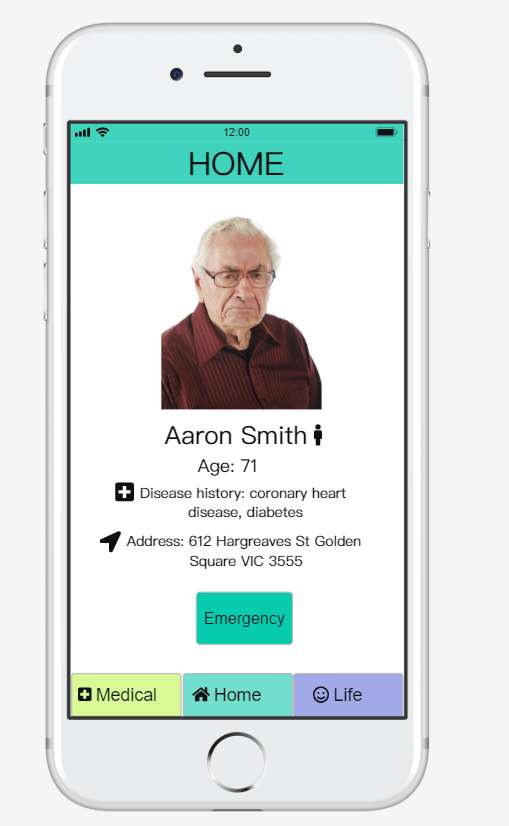 12:00
HOME
Aaron Smith
Age: 71
Disease history: coronary heart
disease, diabetes
Address: 612 Hargreaves St Golden
Square VIC 3555
Emergency
Medical
Home
Life